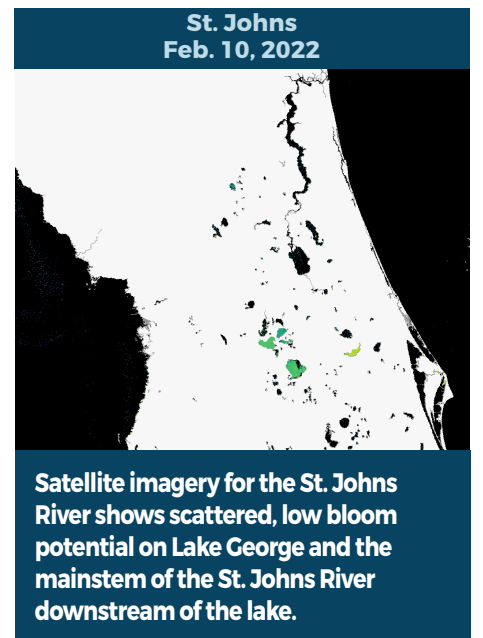 St. Johns
Feb. 10, 2022
Satellite imagery for the St. Johns
River shows scattered, low bloom
potential on Lake George and the
mainstem of the St. Johns River
downstream of the lake.